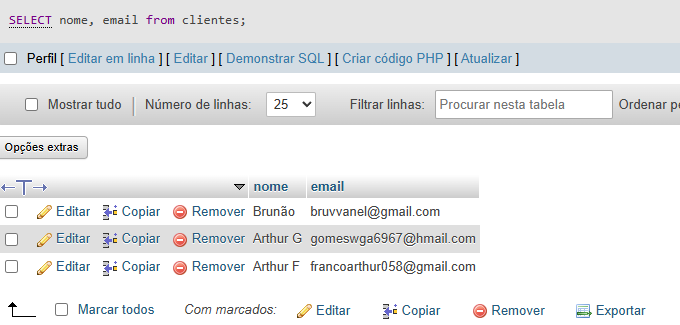 SELECT nome, email from clientes;
Perfil [ Editar em linha ] [ Editar ] [ Demonstrar SQL ] [ Criar código PHP ] [ Atualizar ]
Mostrar tudo Número de linhas: 25 Filtrar linhas: Procurar nesta tabela Ordenar
Opções extras
nome email
Editar Copiar Remover Brunão bruvvanel@gmail.com
Editar Copiar Remover Arthur G gomeswga6967@hmail.com
Editar Copiar Remover Arthur F francoarthur058@gmail.com
Marcar todos Com marcados: Editar Copiar Remover Exportar